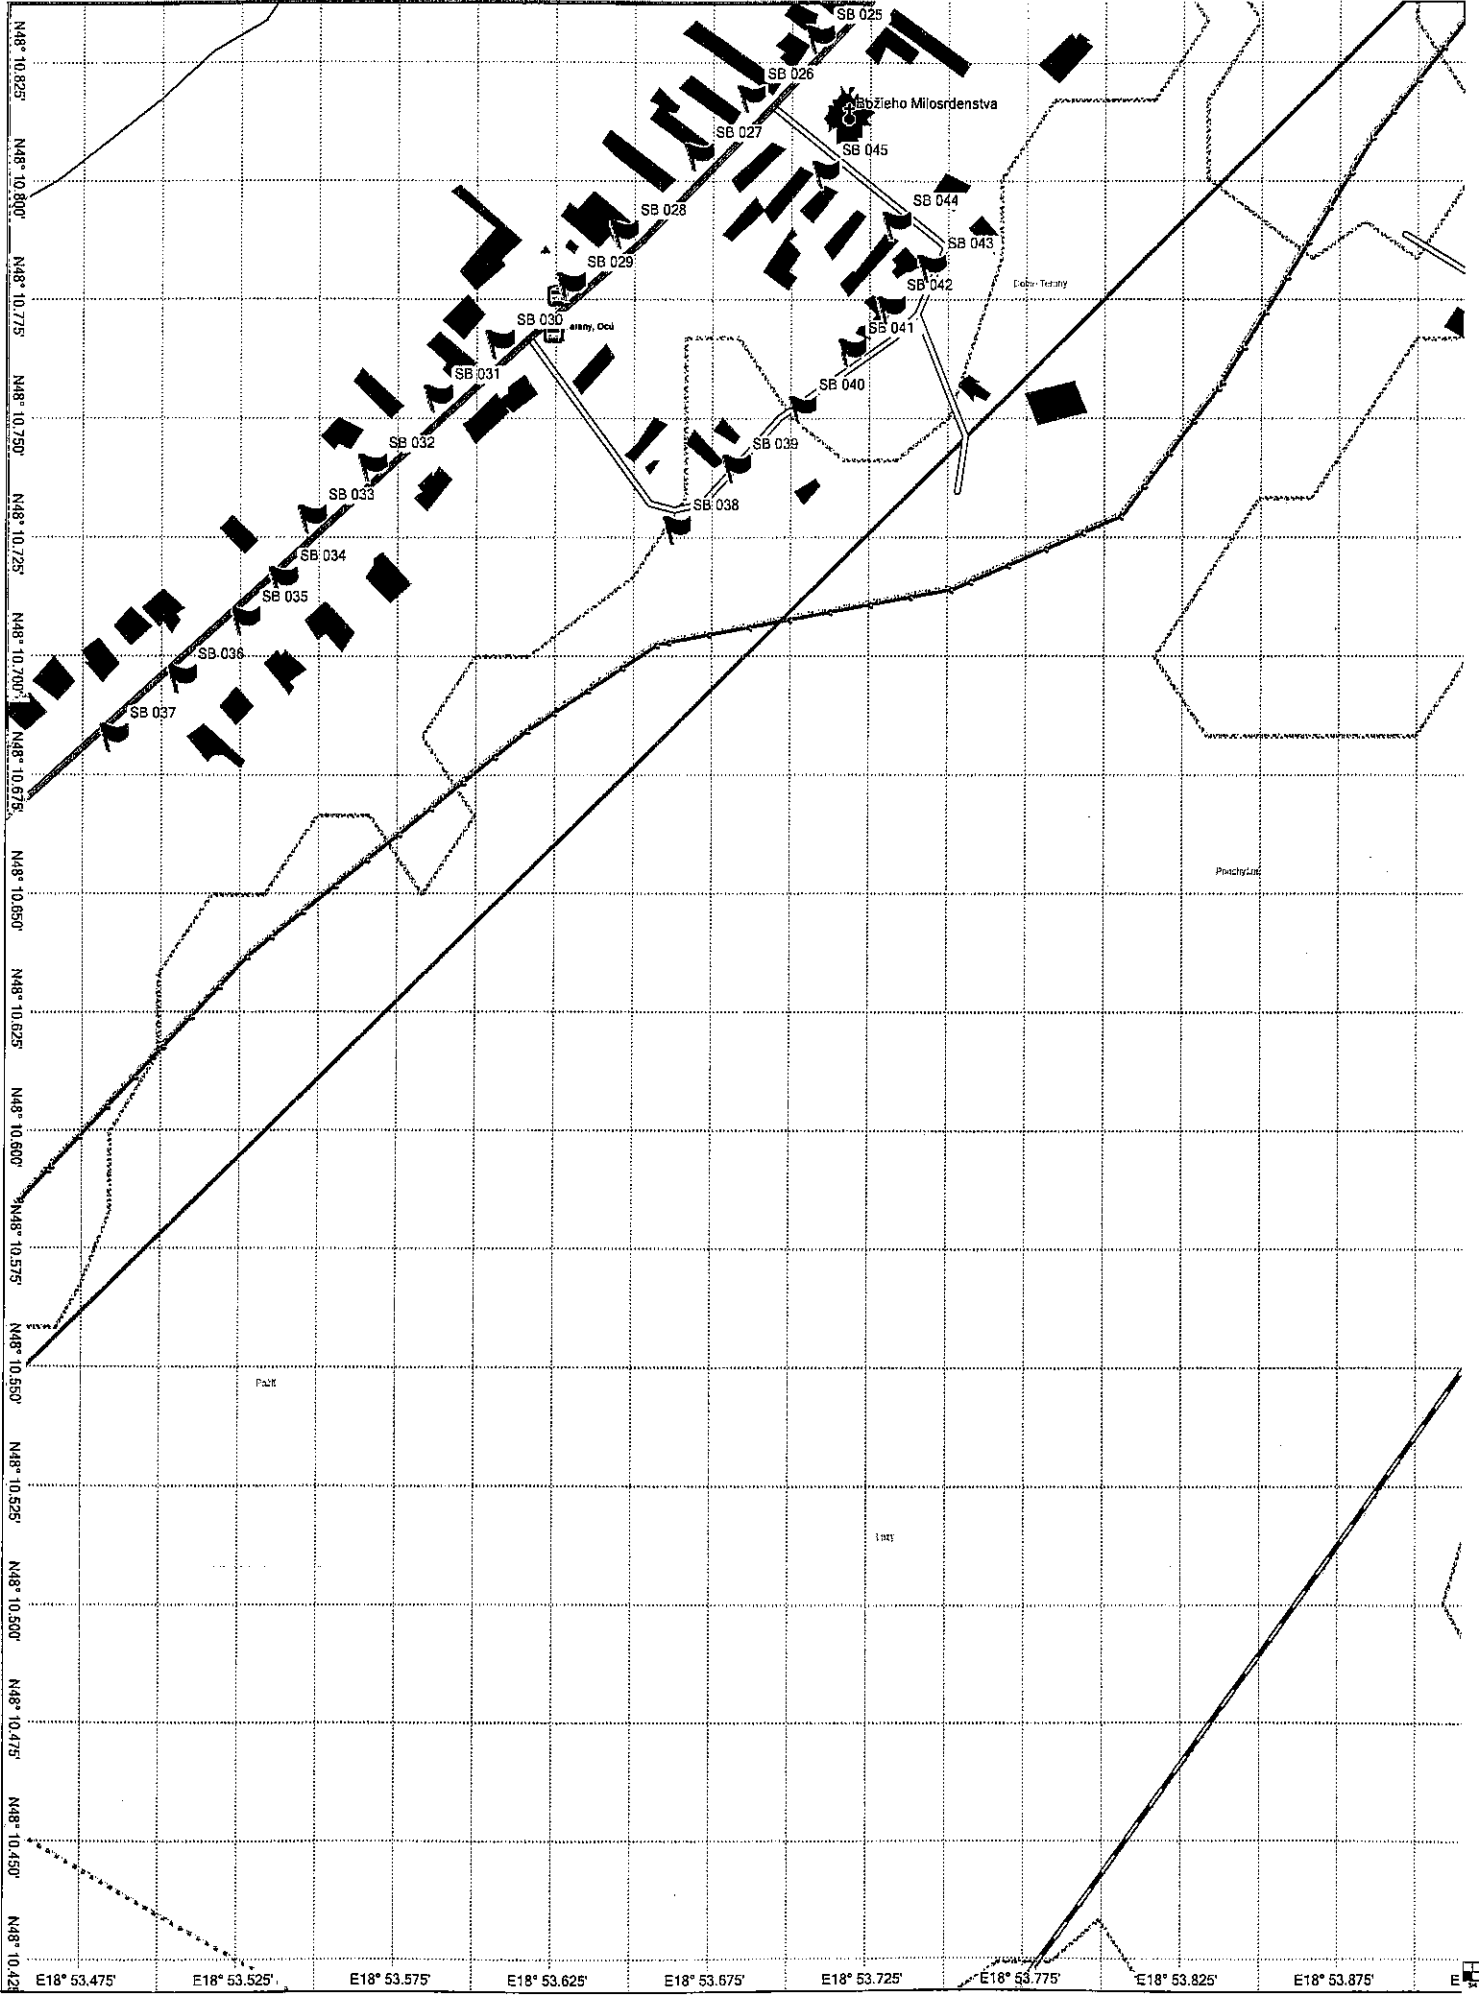 SB 025
SB 026
Božieho Milosrdenstva
SB 027
SB 045
SB 044
SB 028
SB 043
SB 029
SB 042
SB 030
SB 041
SB 031
SB 040
SB 032
SB 039
SB 033
SB 038
SB 034
SB 035
SB 036
SB 037
Lazy
N48° 10.825'
N48° 10.800'
N48° 10.775'
N48° 10.750'
N48° 10.725'
N48° 10.700'
N48° 10.675'
N48° 10.650'
N48° 10.625'
N48° 10.600'
N48° 10.575'
N48° 10.550'
N48° 10.525'
N48° 10.500'
N48° 10.475'
N48° 10.450'
N48° 10.425
E18° 53.475'
E18° 53.525'
E18° 53.575'
E18° 53.625'
E18° 53.675'
E18° 53.725'
E18° 53.775'
E18° 53.825'
E18° 53.875'
E